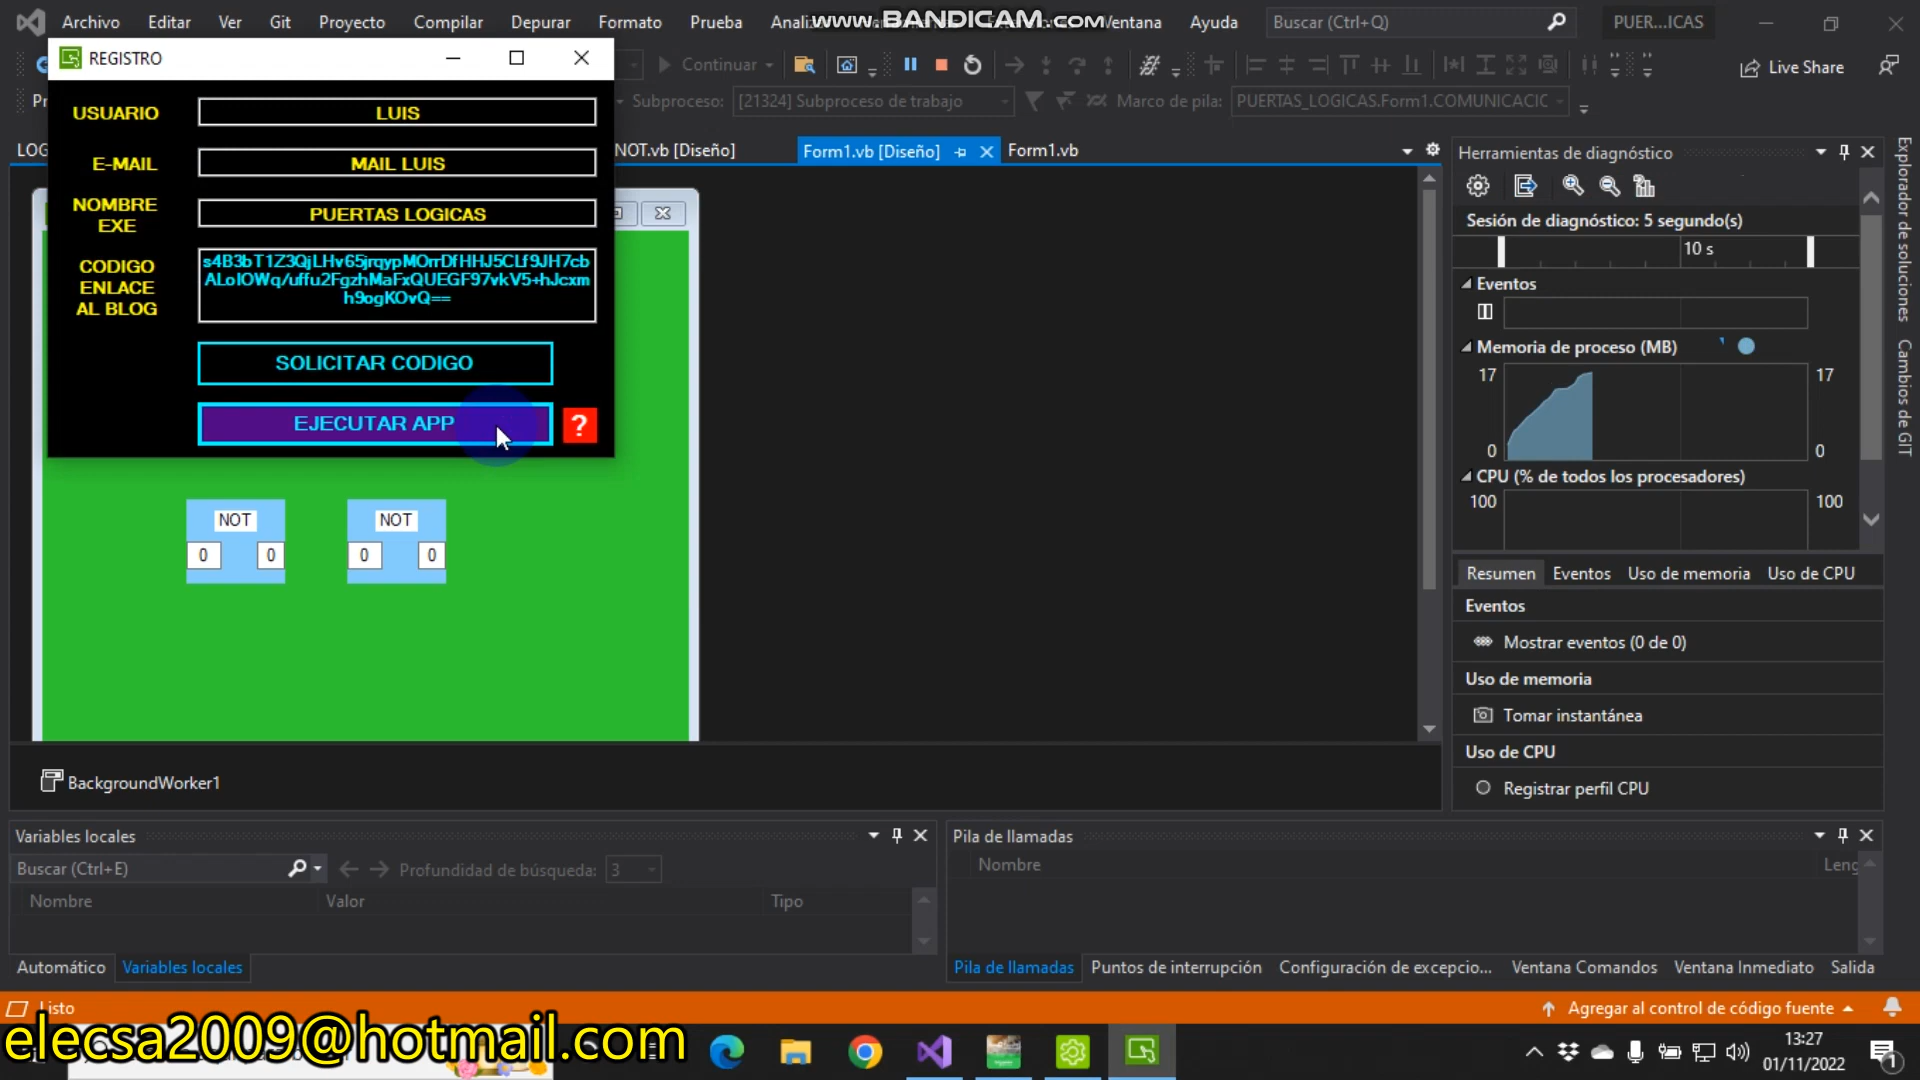 Archivo Editar Ver Git Proyecto Compilar Depurar Formato Prueba
www.BANDICAM.com
Ventana Ayuda Buscar (Ctrl+Q) PUER...ICAS
REGISTRO
Continuar
Live Share
Subproceso: [21324] Subproceso de trabajo Marco de pila: PUERTAS_LOGICAS.Form1.COMUNICACIC
USUARIO LUIS
E-MAIL MAIL LUIS
NOMBRE EXE PUERTAS LOGICAS
CODIGO ENLACE AL BLOG
s4B3bT1Z3QjLHv65jrqypMOrrDfHHJ5CLf9JH7cb
ALoIOWq/uffu2FgzhMaFxQUEGF97vkV5+hJcxm
h9ogKOvQ==
SOLICITAR CODIGO
EJECUTAR APP ?
NOT.vb [Diseño] Form1.vb [Diseño] Form1.vb
NOT NOT
0 0 0 0
BackgroundWorker1
Herramientas de diagnóstico
Sesión de diagnóstico: 5 segundo(s)
10 s
Eventos
Memoria de proceso (MB)
17 17
0 0
CPU (% de todos los procesadores)
100 100
Resumen Eventos Uso de memoria Uso de CPU
Eventos
Mostrar eventos (0 de 0)
Uso de memoria
Tomar instantánea
Uso de CPU
Registrar perfil CPU
Explorador de soluciones
Cambios de GIT
Variables locales
Buscar (Ctrl+E) Profundidad de búsqueda: 3
Nombre Valor Tipo
Automático Variables locales
Pila de llamadas
Nombre Leng
Pila de llamadas Puntos de interrupción Configuración de excepcio... Ventana Comandos Ventana Inmediato Salida
Listo
Agregar al control de código fuente
elecsa2009@hotmail.com
13:27
01/11/2022
1